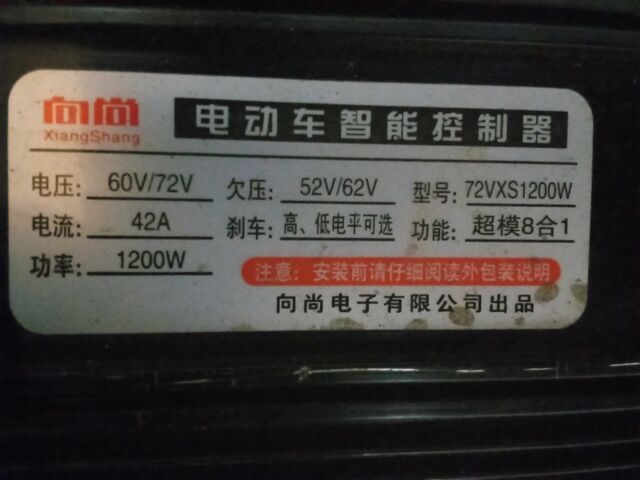 向尚 电动车智能控制器
XiangShang
电压: 60V/72V 欠压: 52V/62V 型号: 72VXS1200W
电流: 42A 刹车: 高、低电平可选 功能: 超模8合1
功率: 1200W 注意: 安装前请仔细阅读外包装说明
向尚电子有限公司出品